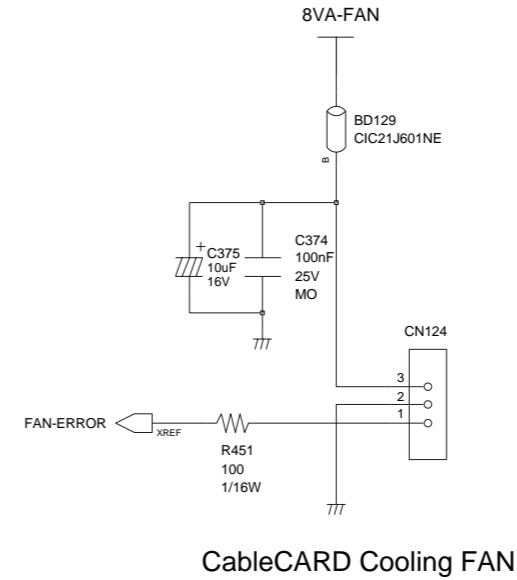 8VA-FAN
BD129
CIC21J601NE
B
+
C375
10uF
16V
C374
100nF
25V
MO
CN124
3
2
1
FAN-ERROR
XREF
R451
100
1/16W
CableCARD Cooling FAN